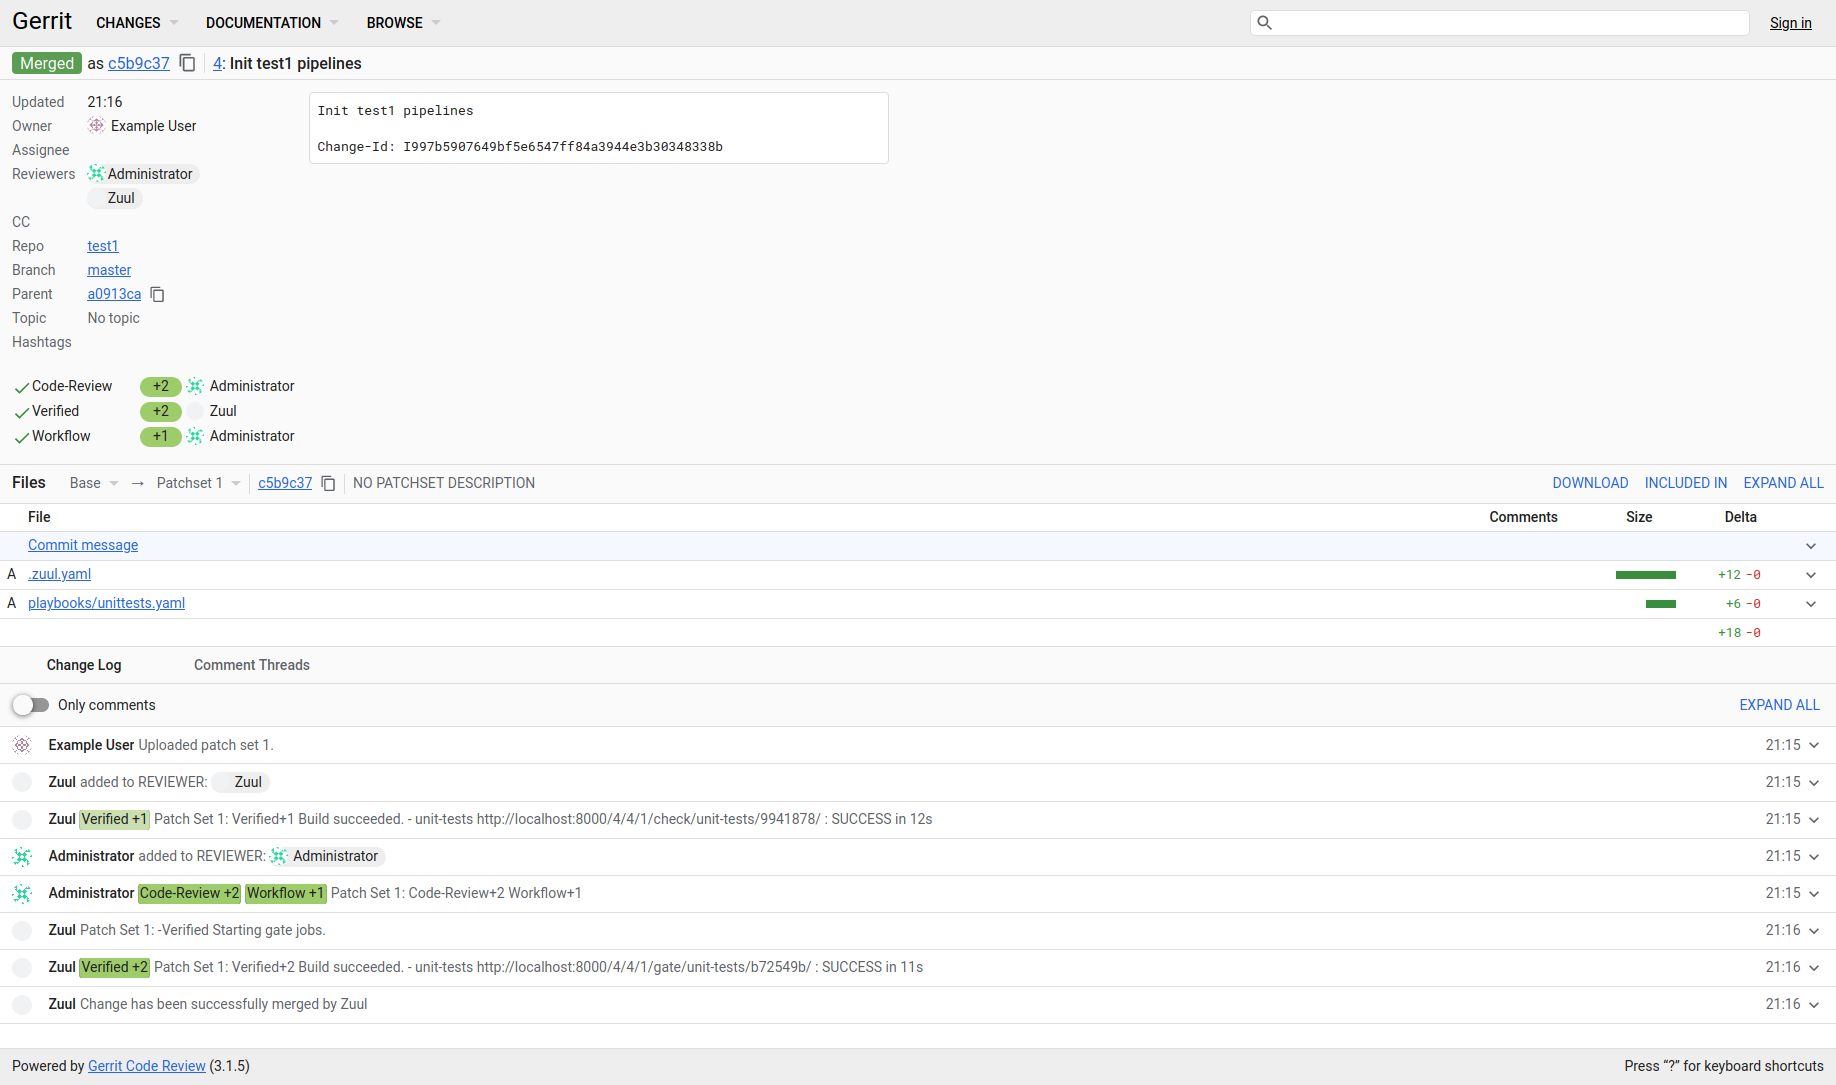 Gerrit CHANGES DOCUMENTATION BROWSE Sign in
Merged as c5b9c37 4: Init test1 pipelines
Updated 21:16
Owner Example User
Assignee
Reviewers Administrator
Zuul
CC
Repo test1
Branch master
Parent a0913ca
Topic No topic
Hashtags
Init test1 pipelines
Change-Id: I997b5907649bf5e6547ff84a3944e3b30348338b
Code-Review +2 Administrator
Verified +2 Zuul
Workflow +1 Administrator
Files Base → Patchset 1 c5b9c37 NO PATCHSET DESCRIPTION DOWNLOAD INCLUDED IN EXPAND ALL
File Comments Size Delta
Commit message
A .zuul.yaml +12 -0
A playbooks/unittests.yaml +6 -0
+18 -0
Change Log Comment Threads
Only comments EXPAND ALL
Example User Uploaded patch set 1. 21:15
Zuul added to REVIEWER: Zuul 21:15
Zuul Verified +1 Patch Set 1: Verified+1 Build succeeded. - unit-tests http://localhost:8000/4/4/1/check/unit-tests/9941878/ : SUCCESS in 12s 21:15
Administrator added to REVIEWER: Administrator 21:15
Administrator Code-Review +2 Workflow +1 Patch Set 1: Code-Review+2 Workflow+1 21:15
Zuul Patch Set 1: -Verified Starting gate jobs. 21:16
Zuul Verified +2 Patch Set 1: Verified+2 Build succeeded. - unit-tests http://localhost:8000/4/4/1/gate/unit-tests/b72549b/ : SUCCESS in 11s 21:16
Zuul Change has been successfully merged by Zuul 21:16
Powered by Gerrit Code Review (3.1.5) Press “?” for keyboard shortcuts